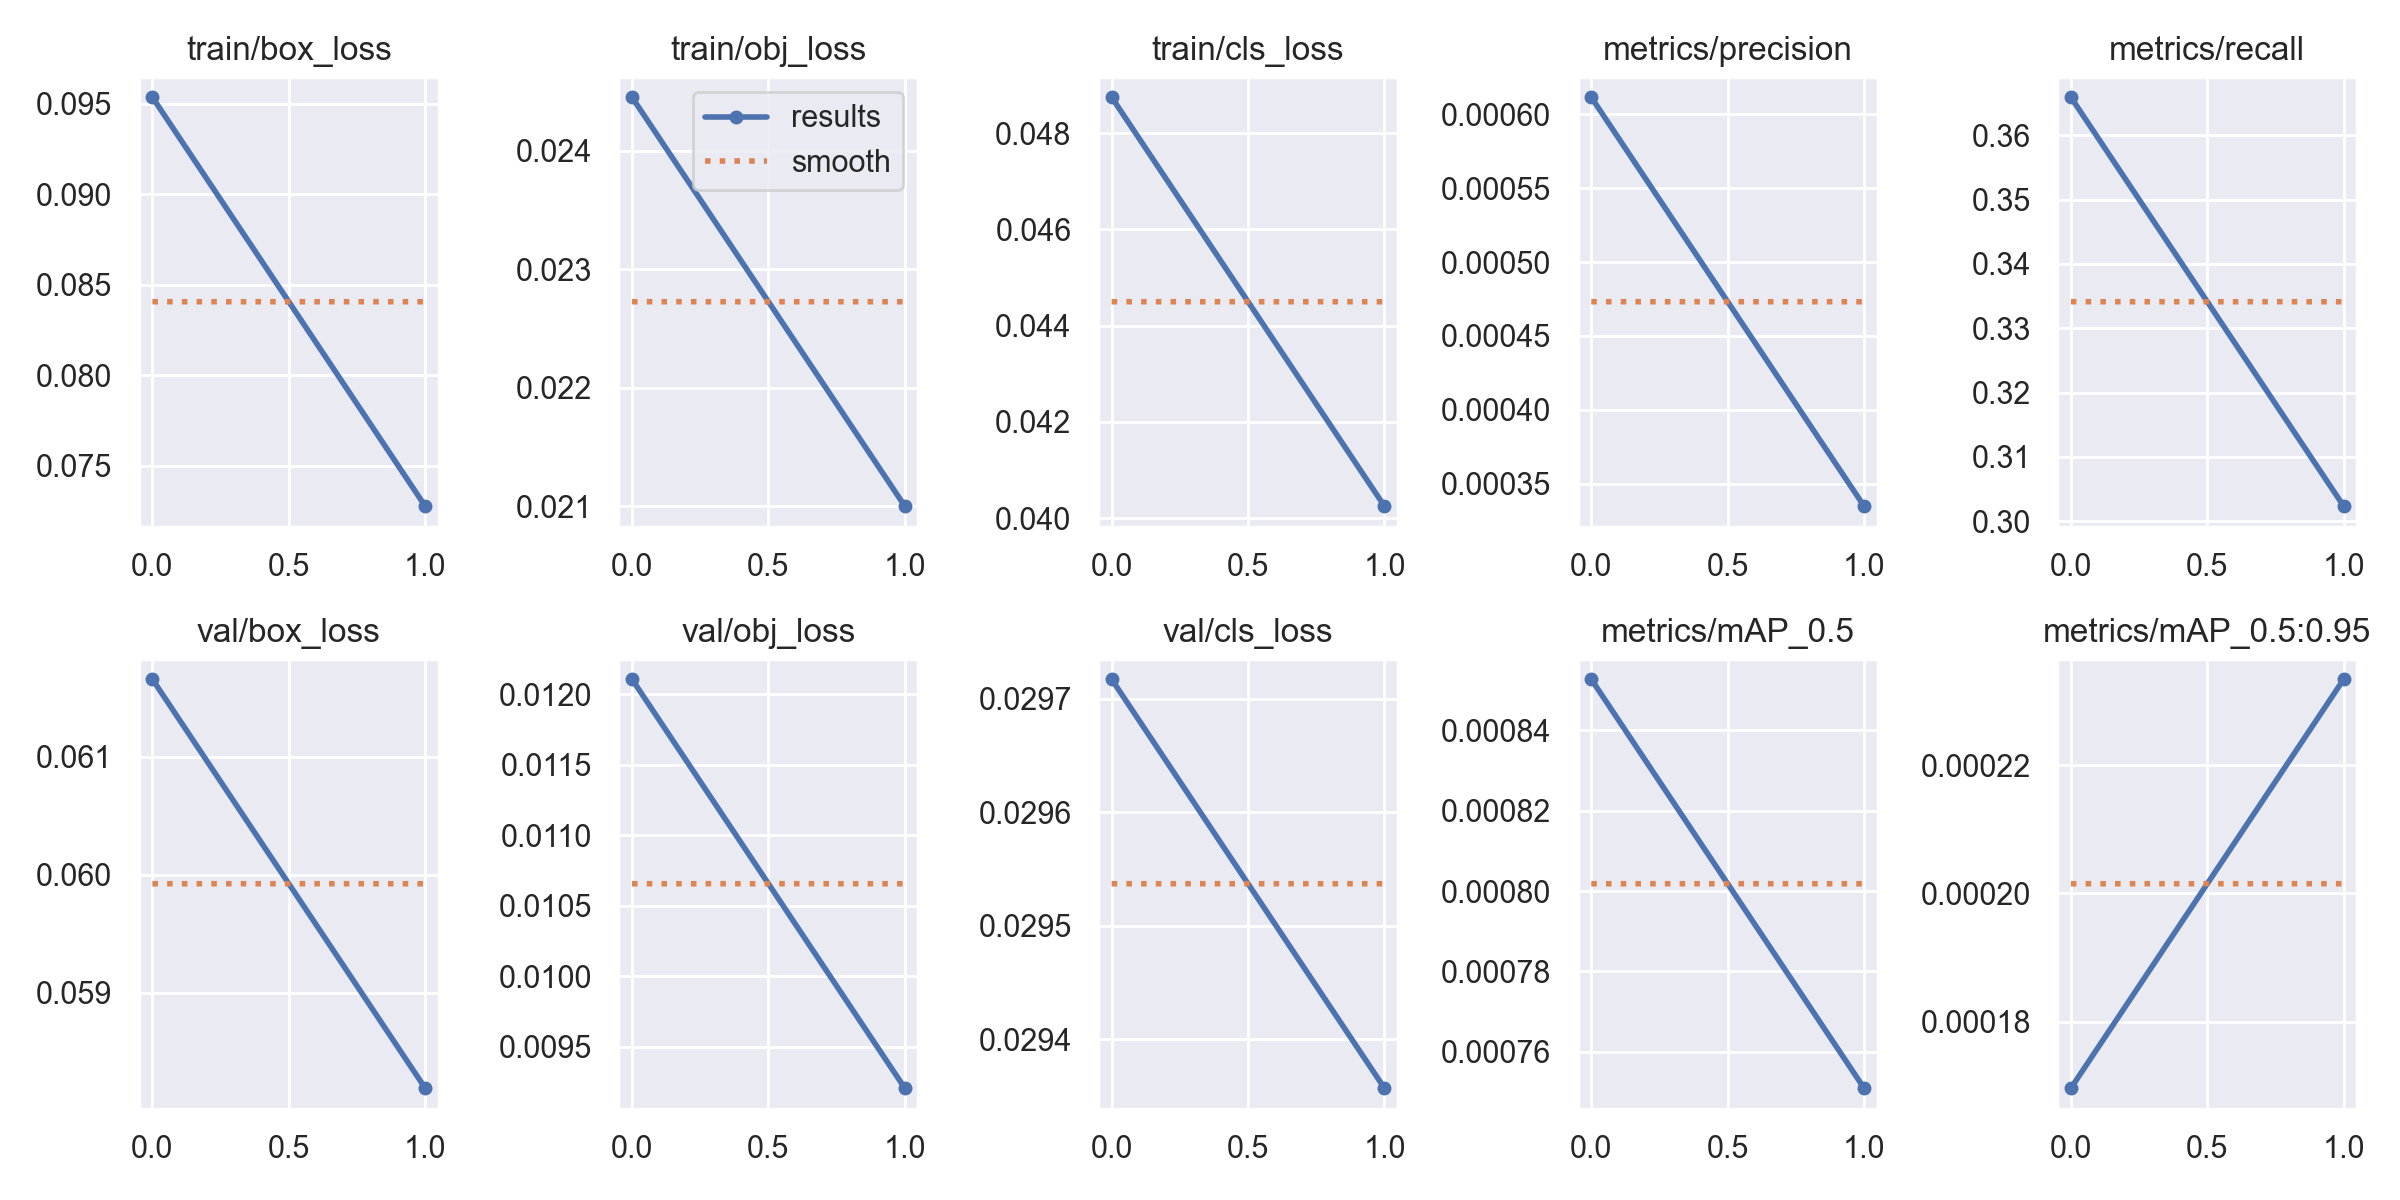 train/box_loss
0.095
0.090
0.085
0.080
0.075
0.0 0.5 1.0
train/obj_loss
results
smooth
0.024
0.023
0.022
0.021
0.0 0.5 1.0
train/cls_loss
0.048
0.046
0.044
0.042
0.040
0.0 0.5 1.0
metrics/precision
0.00060
0.00055
0.00050
0.00045
0.00040
0.00035
0.0 0.5 1.0
metrics/recall
0.36
0.35
0.34
0.33
0.32
0.31
0.30
0.0 0.5 1.0
val/box_loss
0.061
0.060
0.059
0.0 0.5 1.0
val/obj_loss
0.0120
0.0115
0.0110
0.0105
0.0100
0.0095
0.0 0.5 1.0
val/cls_loss
0.0297
0.0296
0.0295
0.0294
0.0 0.5 1.0
metrics/mAP_0.5
0.00084
0.00082
0.00080
0.00078
0.00076
0.0 0.5 1.0
metrics/mAP_0.5:0.95
0.00022
0.00020
0.00018
0.0 0.5 1.0